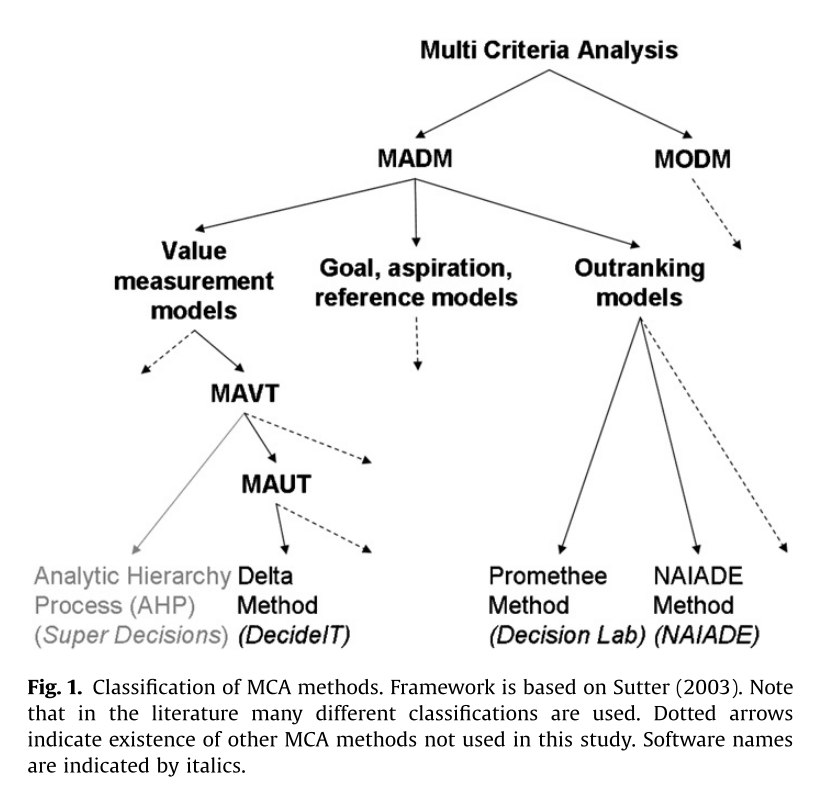 Multi Criteria Analysis
MADM
MODM
Value
measurement
models
Goal, aspiration,
reference models
Outranking
models
MAVT
MAUT
Analytic Hierarchy
Process (AHP)
(Super Decisions)
Delta
Method
(DecideIT)
Promethee
Method
(Decision Lab)
NAIADE
Method
(NAIADE)
Fig. 1. Classification of MCA methods. Framework is based on Sutter (2003). Note
that in the literature many different classifications are used. Dotted arrows
indicate existence of other MCA methods not used in this study. Software names
are indicated by italics.